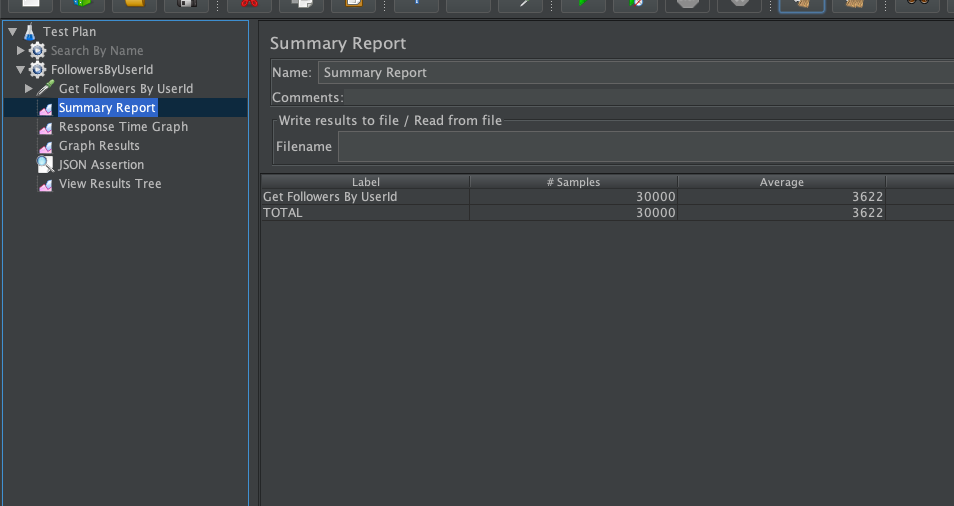 Test Plan
Search By Name
FollowersByUserId
Get Followers By UserId
Summary Report
Response Time Graph
Graph Results
JSON Assertion
View Results Tree
Summary Report
Name: Summary Report
Comments:
Write results to file / Read from file
Filename
Label # Samples Average
Get Followers By UserId 30000 3622
TOTAL 30000 3622